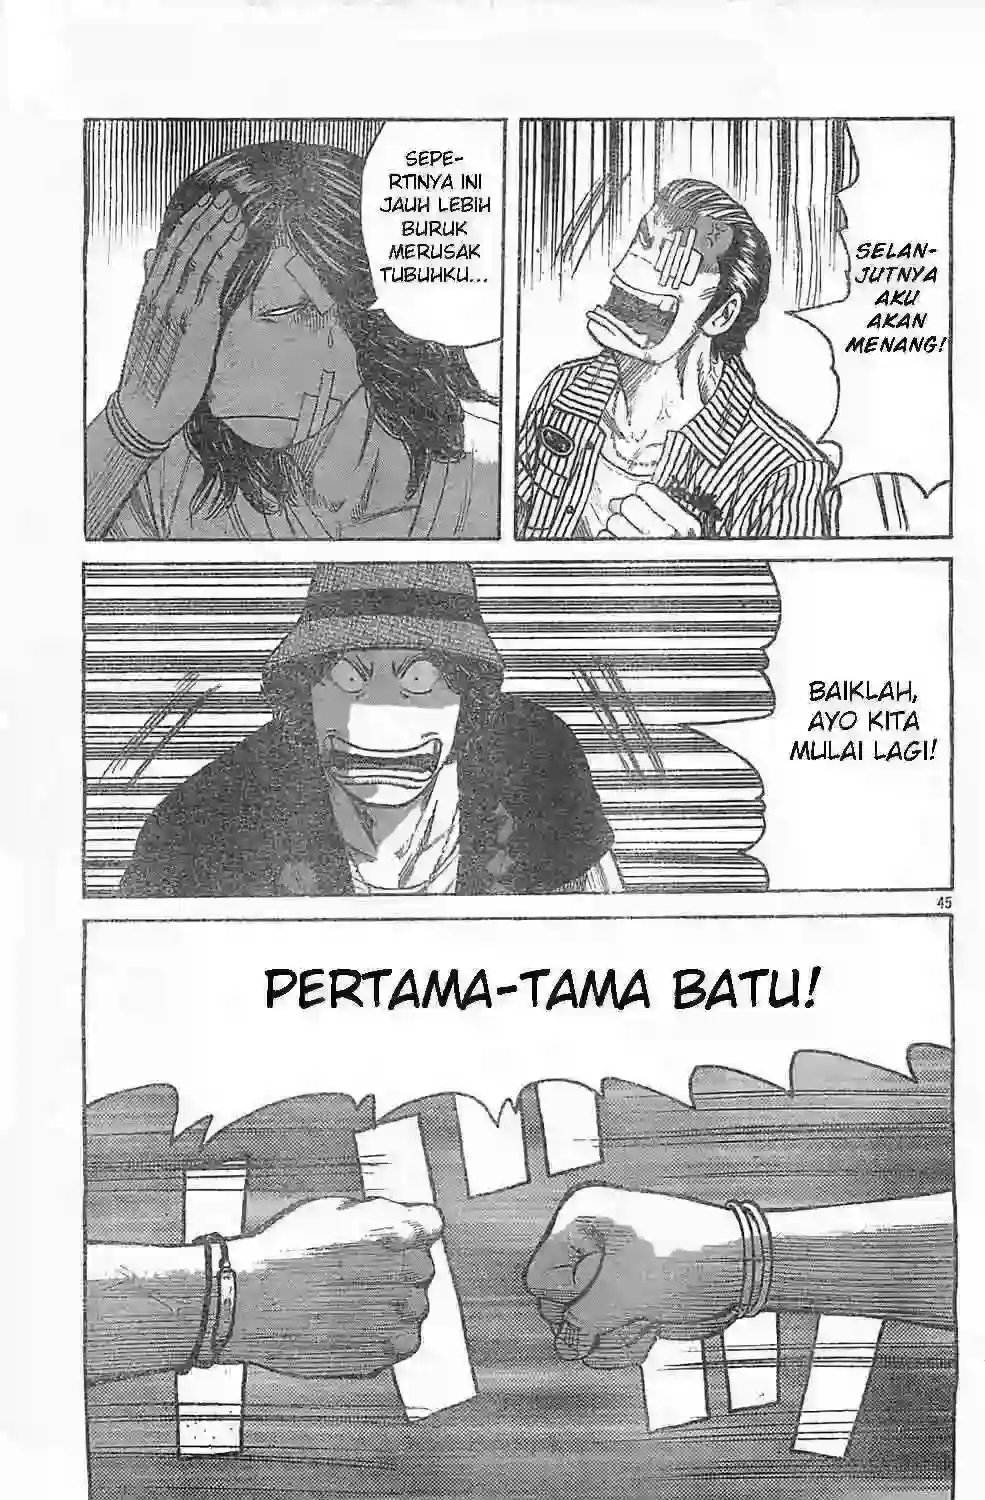 SELAN-
JUTNYA
AKU
AKAN
MENANG!
SEPE-
RTINYA INI
JAUH LEBIH
BURUK
MERUSAK
TUBUHKU...
BAIKLAH,
AYO KITA
MULAI LAGI!
45
PERTAMA-TAMA BATU!